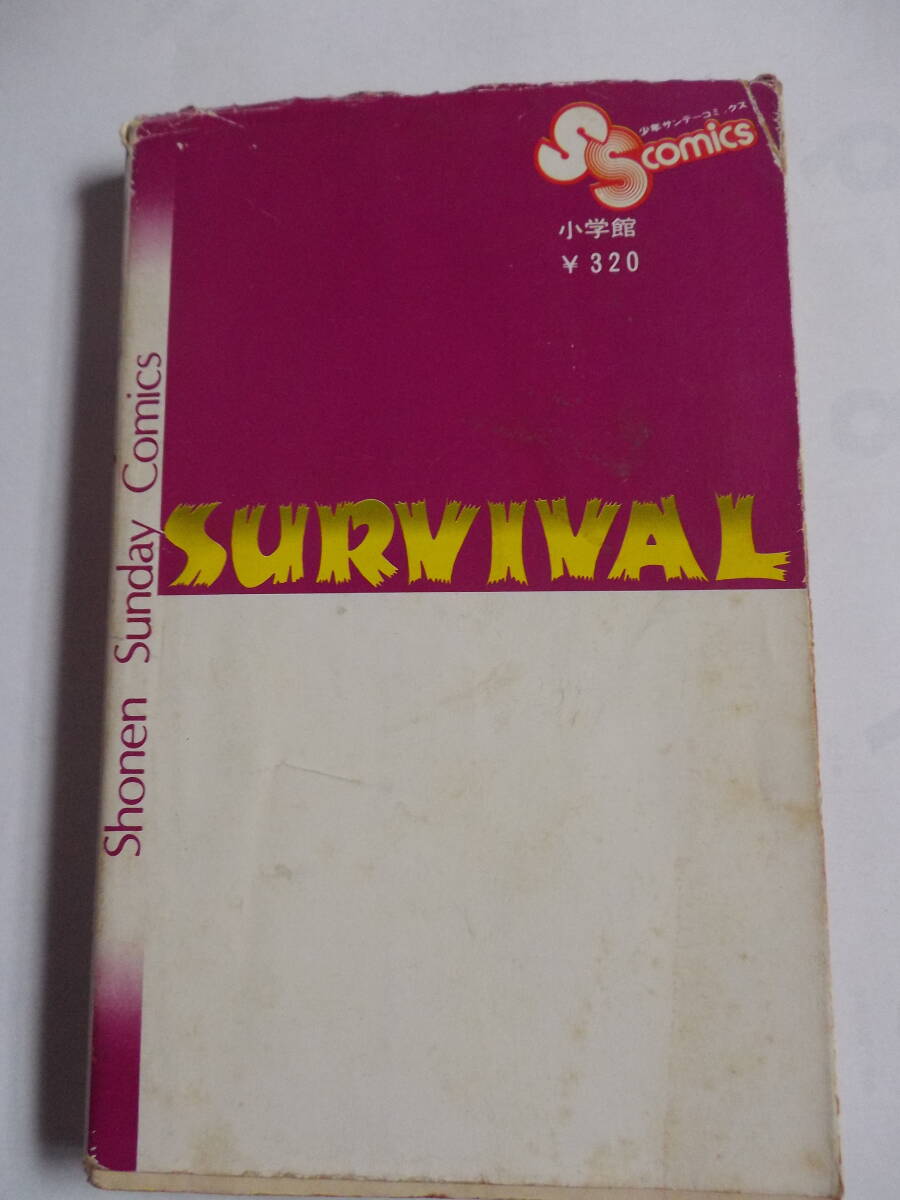 少年サンデーコミックス
SS comics
小学館
¥ 320
SURVIVAL
Shonen Sunday Comics